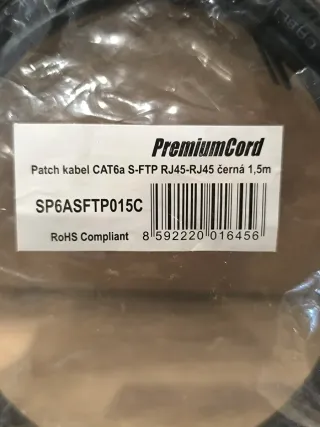 PremiumCord
Patch kabel CAT6a S-FTP RJ45-RJ45 černá 1,5m
SP6ASFTP015C
RoHS Compliant
8 592220 016456